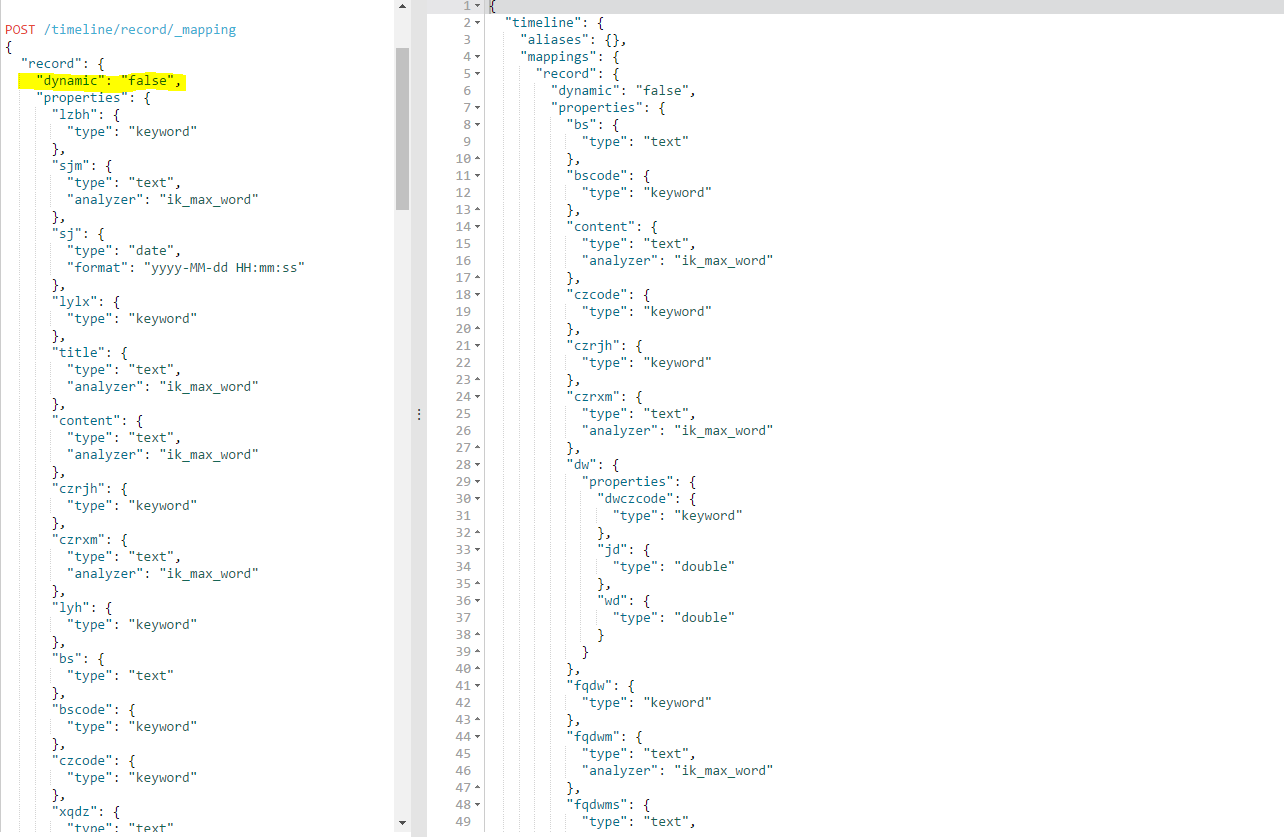 POST /timeline/record/_mapping
{
"record": {
"dynamic": "false",
"properties": {
"lzbh": {
"type": "keyword"
},
"sjm": {
"type": "text",
"analyzer": "ik_max_word"
},
"sj": {
"type": "date",
"format": "yyyy-MM-dd HH:mm:ss"
},
"lylx": {
"type": "keyword"
},
"title": {
"type": "text",
"analyzer": "ik_max_word"
},
"content": {
"type": "text",
"analyzer": "ik_max_word"
},
"czrjh": {
"type": "keyword"
},
"czrxm": {
"type": "text",
"analyzer": "ik_max_word"
},
"lyh": {
"type": "keyword"
},
"bs": {
"type": "text"
},
"bscode": {
"type": "keyword"
},
"czcode": {
"type": "keyword"
},
"xqdz": {
"type": "text"
1 {
2 "timeline": {
3 "aliases": {},
4 "mappings": {
5 "record": {
6 "dynamic": "false",
7 "properties": {
8 "bs": {
9 "type": "text"
10 },
11 "bscode": {
12 "type": "keyword"
13 },
14 "content": {
15 "type": "text",
16 "analyzer": "ik_max_word"
17 },
18 "czcode": {
19 "type": "keyword"
20 },
21 "czrjh": {
22 "type": "keyword"
23 },
24 "czrxm": {
25 "type": "text",
26 "analyzer": "ik_max_word"
27 },
28 "dw": {
29 "properties": {
30 "dwczcode": {
31 "type": "keyword"
32 },
33 "jd": {
34 "type": "double"
35 },
36 "wd": {
37 "type": "double"
38 }
39 }
40 },
41 "fqdw": {
42 "type": "keyword"
43 },
44 "fqdwm": {
45 "type": "text",
46 "analyzer": "ik_max_word"
47 },
48 "fqdwms": {
49 "type": "text",